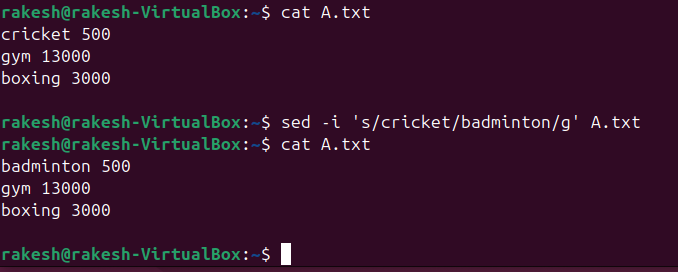 rakesh@rakesh-VirtualBox:~$ cat A.txt
cricket 500
gym 13000
boxing 3000
rakesh@rakesh-VirtualBox:~$ sed -i 's/cricket/badminton/g' A.txt
rakesh@rakesh-VirtualBox:~$ cat A.txt
badminton 500
gym 13000
boxing 3000
rakesh@rakesh-VirtualBox:~$